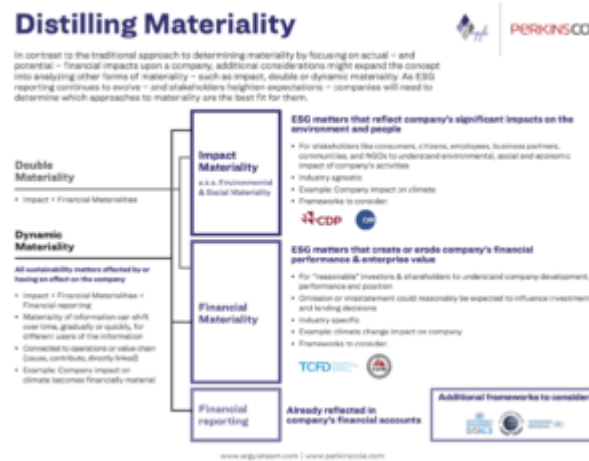 Distilling Materiality
PERKINSCO
In contrast to the traditional approach to determining materiality by focusing on actual – and
potential – financial impacts upon a company, additional considerations might expand the concept
into analyzing other forms of materiality – such as impact, double or dynamic materiality. As ESG
reporting continues to evolve – and stakeholders heighten expectations – companies will need to
determine which approaches to materiality are the best fit for them.
Double
Materiality
• Impact + Financial Materialities
Dynamic
Materiality
All sustainability matters affected by or
having an effect on the company
• Impact + Financial Materialities +
Financial reporting
• Materiality of information can shift
over time, gradually or quickly, for
different users of the information
• Connected to operations or value chain
(cause, contribute, directly linked)
• Example: Company impact on
climate becomes financially material
Impact
Materiality
a.k.a. Environmental
& Social Materiality
ESG matters that reflect company's significant impacts on the
environment and people
• For stakeholders like consumers, citizens, employees, business partners,
communities, and NGOs to understand environmental, social and economic
impact of company's activities
• Industry agnostic
• Example: Company impact on climate
• Frameworks to consider:
CDP
GRI
Financial
Materiality
ESG matters that create or erode company's financial
performance & enterprise value
• For "reasonable" investors & shareholders to understand company development,
performance and position
• Omission or misstatement could reasonably be expected to influence investment
and lending decisions
• Industry specific
• Example: climate change impact on company
• Frameworks to consider:
TCFD
Financial
reporting
Already reflected in
company's financial accounts
Additional frameworks to consider
GOALS
www.argyleteam.com | www.perkinscoie.com